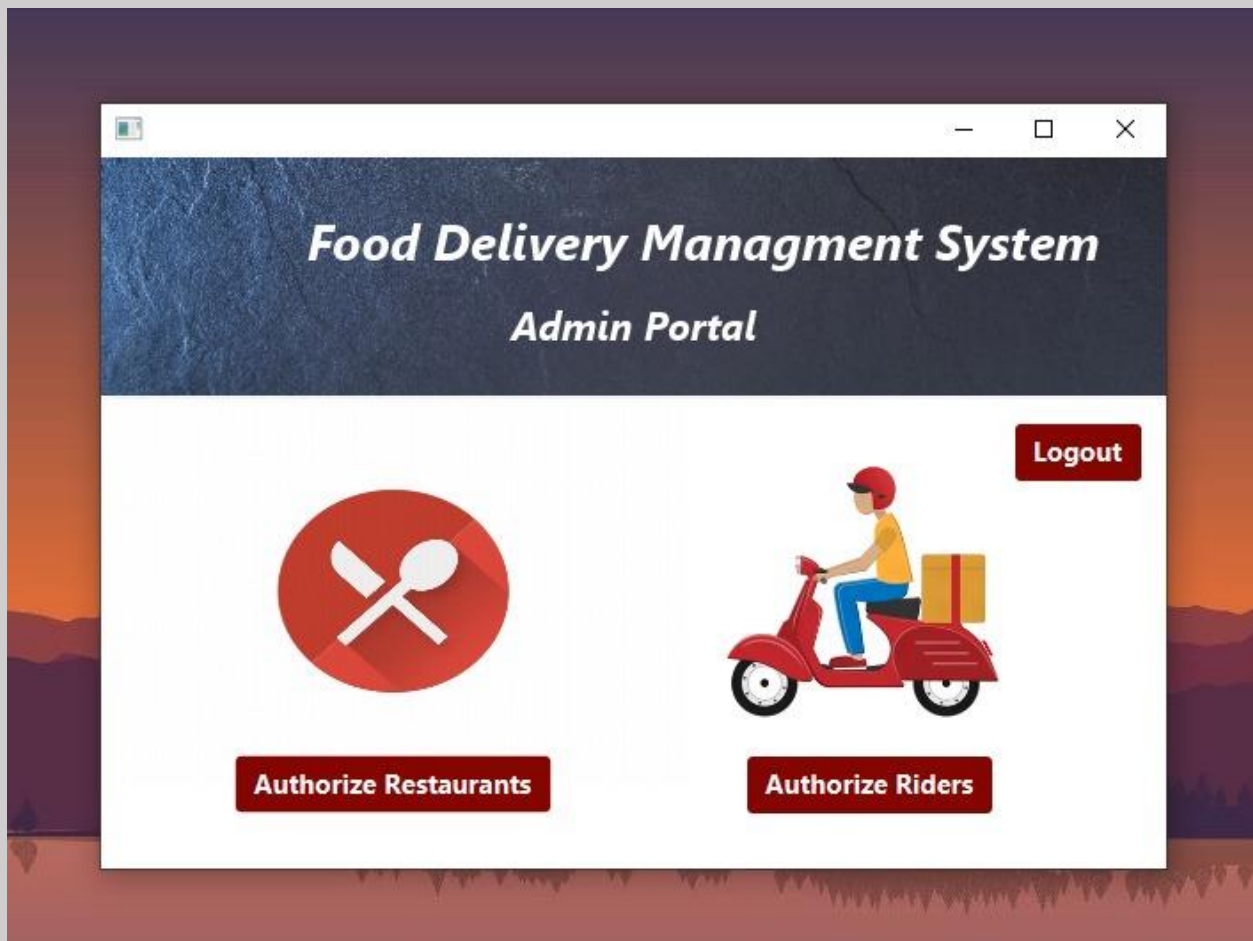 Food Delivery Managment System
Admin Portal
Logout
Authorize Restaurants
Authorize Riders